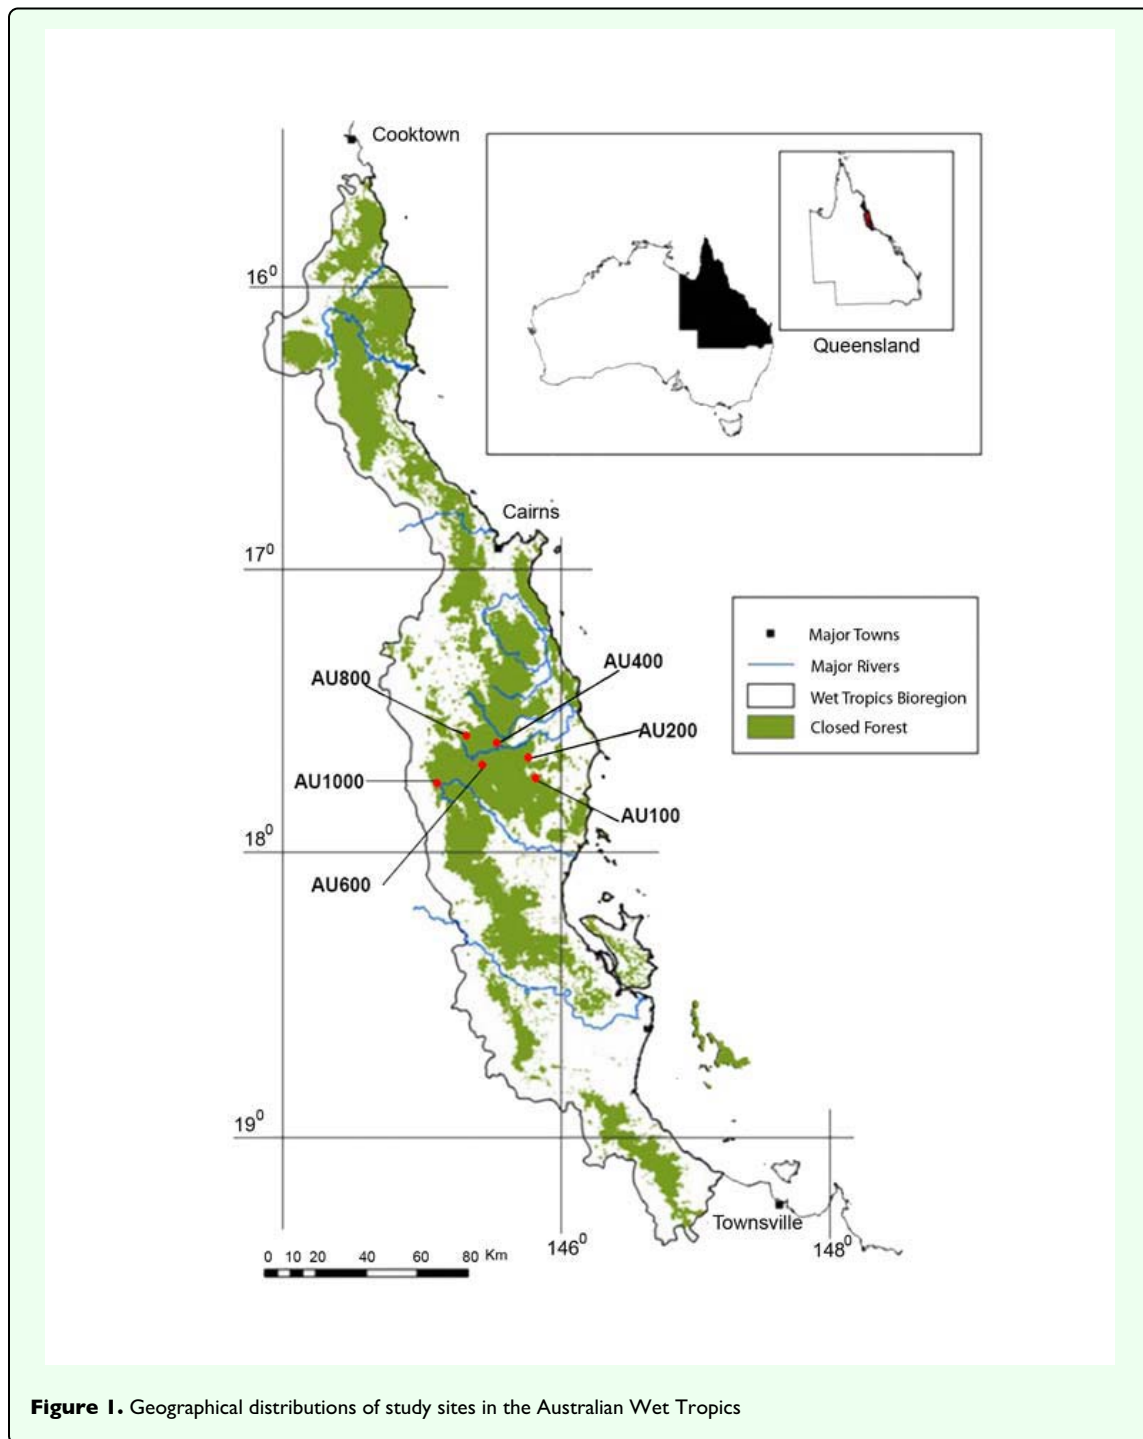 Cooktown
Queensland
16⁰
Cairns
17⁰
Major Towns
Major Rivers
Wet Tropics Bioregion
Closed Forest
AU400
AU800
AU200
AU1000
AU100
18⁰
AU600
19⁰
Townsville
146⁰
148⁰
0 10 20 40 60 80 Km
Figure 1. Geographical distributions of study sites in the Australian Wet Tropics